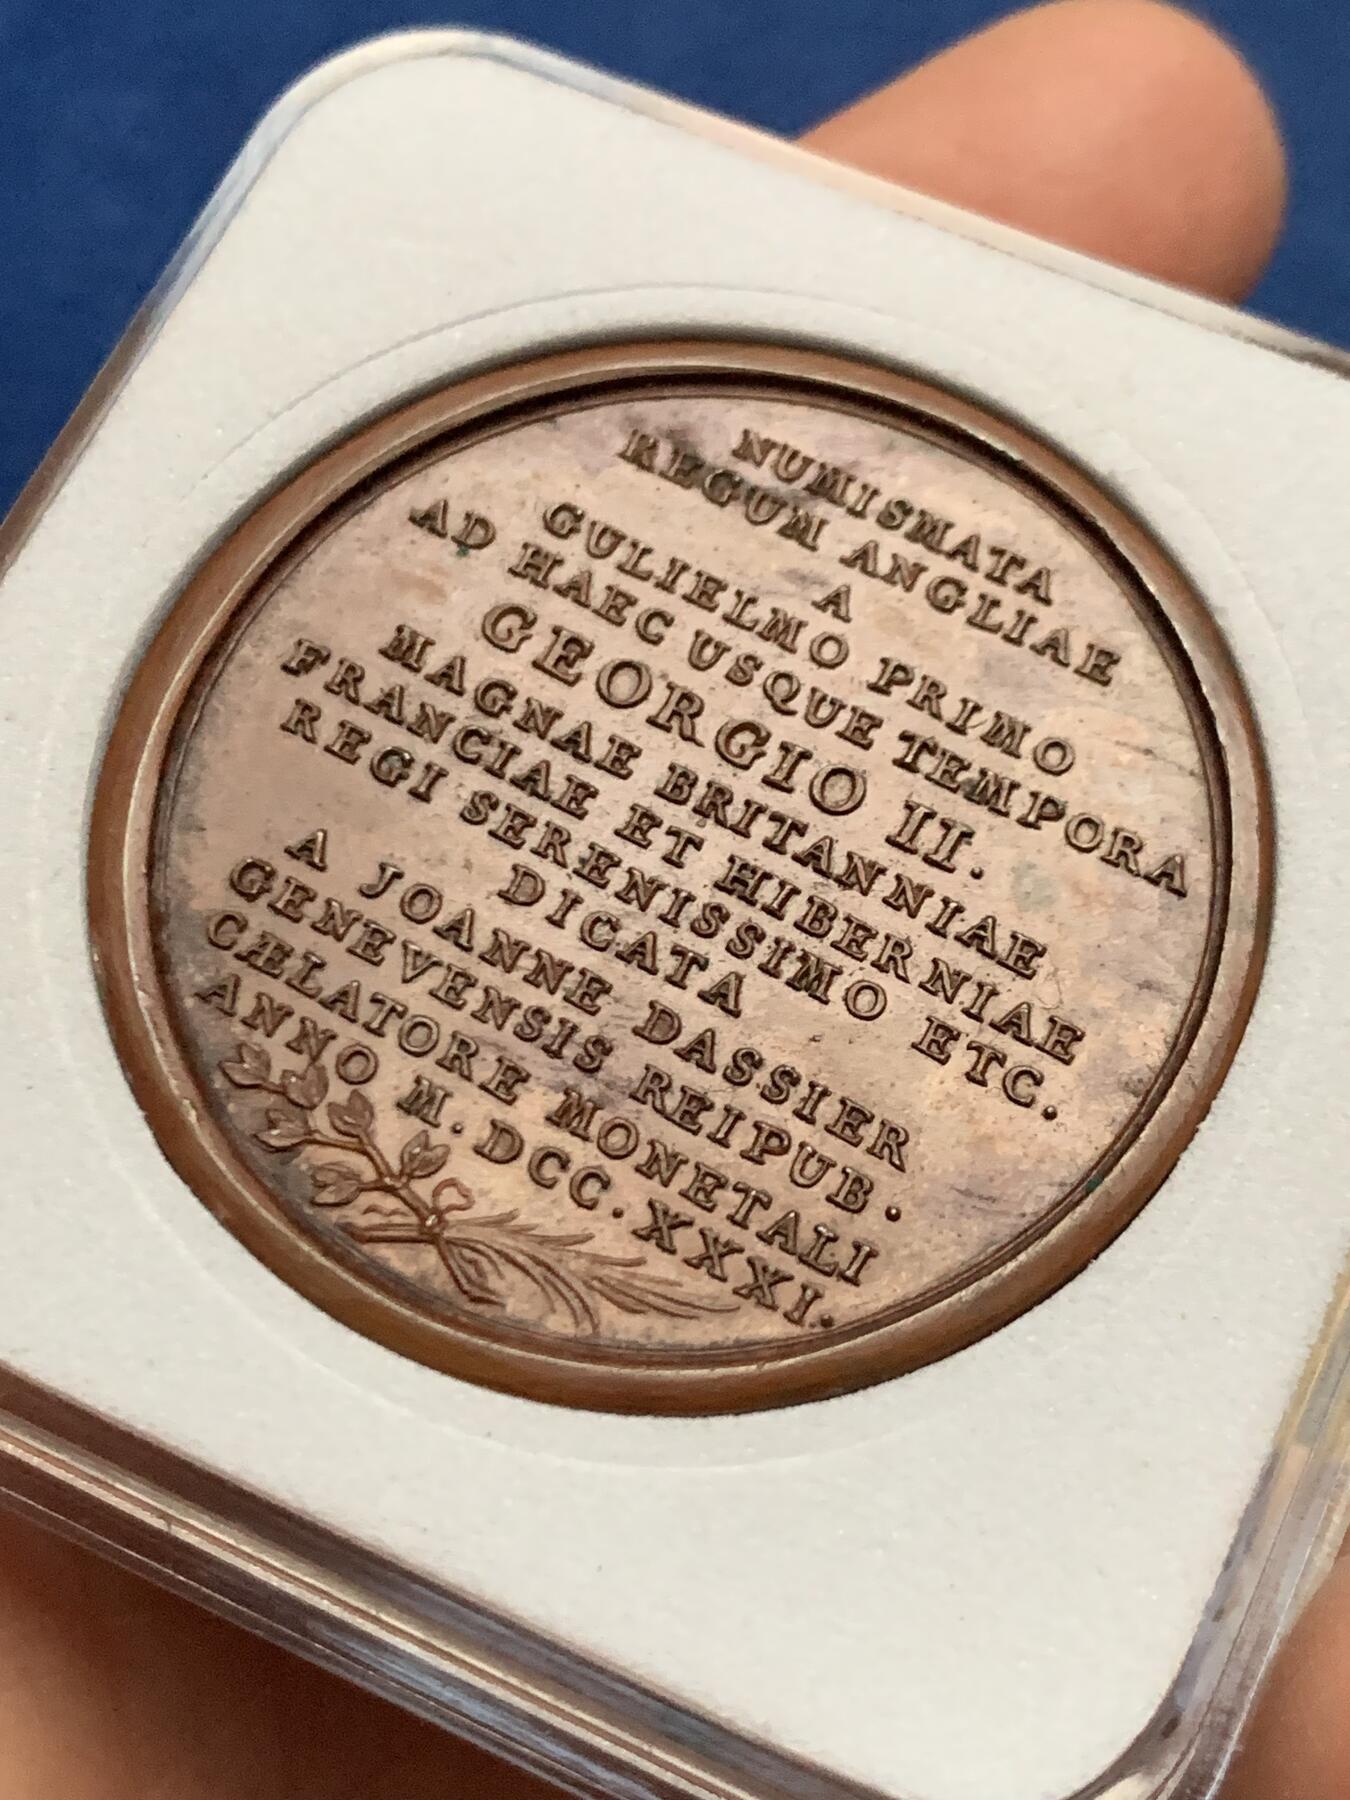 NUMISMATA
REGUM ANGLIAE
A
GULIELMO PRIMO
AD HAEC USQUE TEMPORA
GEORGIO II.
MAGNAE BRITANNIAE
FRANCIAE ET HIBERNIAE
REGI SERENISSIMO ETC.
DICATA
A JOANNE DASSIER
GENEVENSIS REIPUB.
CÆLATORE MONETALI
ANNO M.DCC.XXXI.